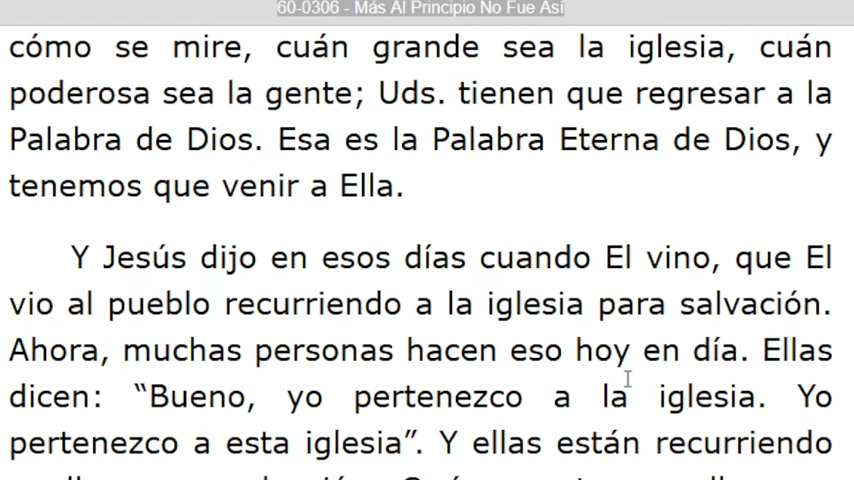 60-0306 - Más Al Principio No Fue Así
cómo se mire, cuán grande sea la iglesia, cuán
poderosa sea la gente; Uds. tienen que regresar a la
Palabra de Dios. Esa es la Palabra Eterna de Dios, y
tenemos que venir a Ella.
Y Jesús dijo en esos días cuando El vino, que El
vio al pueblo recurriendo a la iglesia para salvación.
Ahora, muchas personas hacen eso hoy en día. Ellas
dicen: “Bueno, yo pertenezco a la iglesia. Yo
pertenezco a esta iglesia”. Y ellas están recurriendo